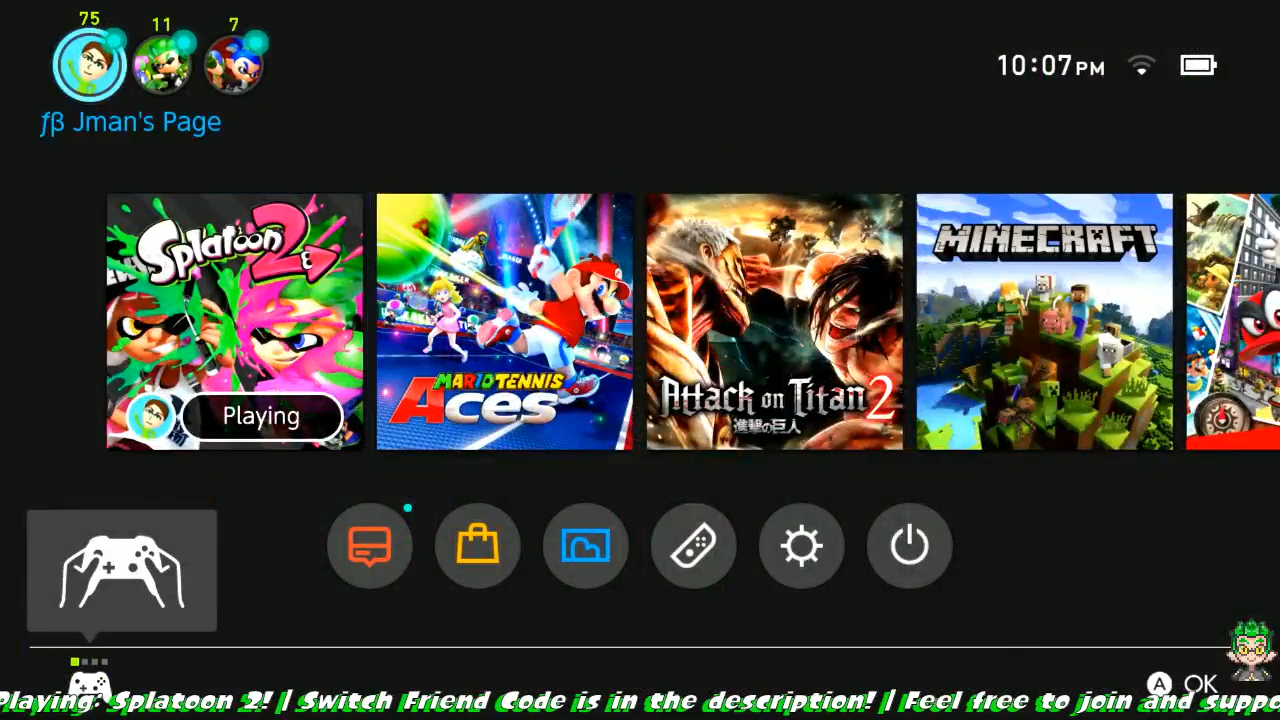 75 11 7
10:07PM
ƒβ Jman's Page
Splatoon 2
Playing
MARIO TENNIS
ACES
Attack on Titan 2
進撃の巨人
MINECRAFT
A OK
Playing: Splatoon 2! | Switch Friend Code is in the description! | Feel free to join and suppo